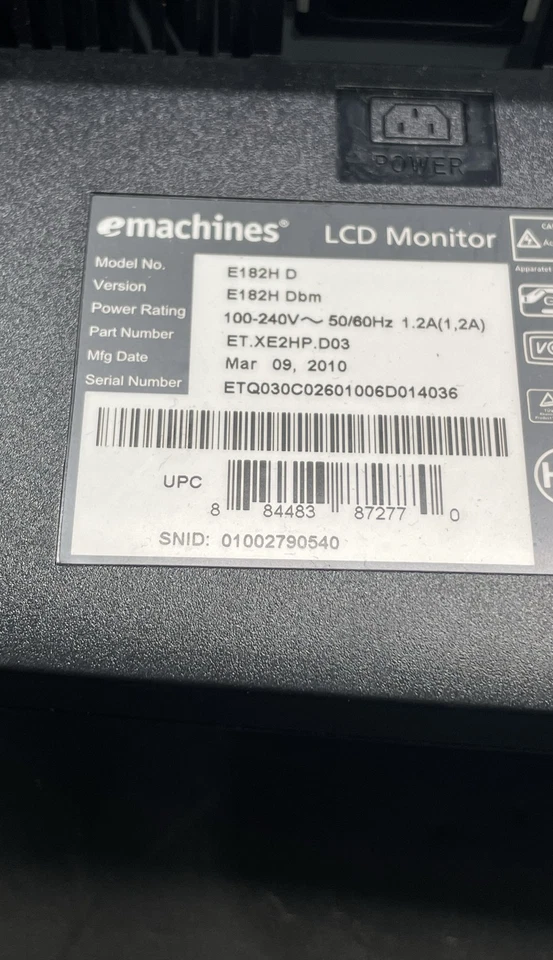 POWER
emachines® LCD Monitor
Model No. E182H D
Version E182H Dbm
Power Rating 100-240V～ 50/60Hz 1.2A(1,2A)
Part Number ET.XE2HP.D03
Mfg Date Mar 09, 2010
Serial Number ETQ030C02601006D014036
UPC
8 84483 87277 0
SNID: 01002790540